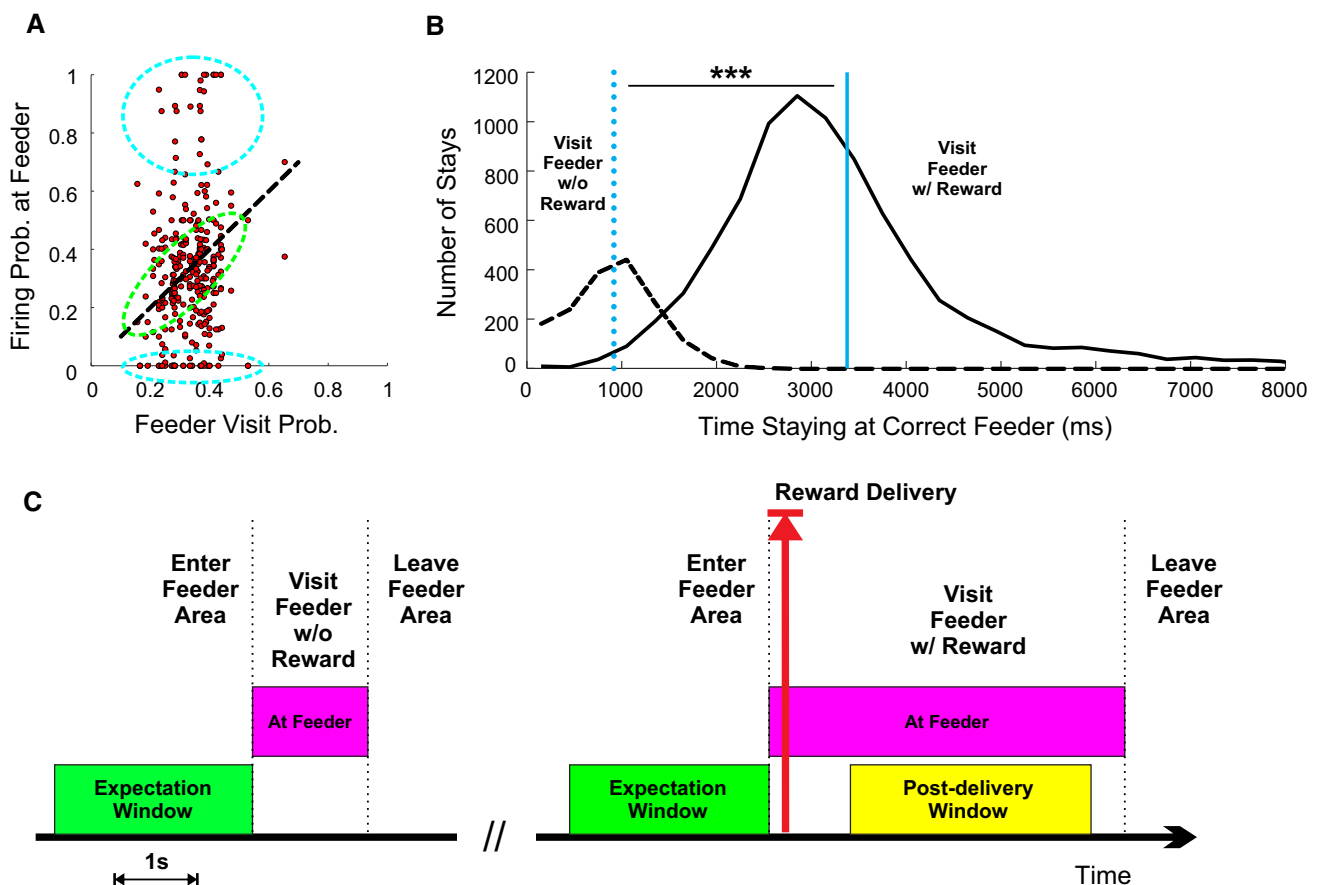 A
1
0.8
0.6
0.4
0.2
0
0
0.2
0.4
0.6
0.8
1
Firing Prob. at Feeder
Feeder Visit Prob.
B
1200
1000
800
600
400
200
0
0
1000
2000
3000
4000
5000
6000
7000
8000
Number of Stays
Time Staying at Correct Feeder (ms)
***
Visit
Feeder
w/o
Reward
Visit
Feeder
w/ Reward
C
Enter
Feeder
Area
Visit
Feeder
w/o
Reward
Leave
Feeder
Area
At Feeder
Expectation
Window
1s
//
Reward Delivery
Enter
Feeder
Area
Visit
Feeder
w/ Reward
Leave
Feeder
Area
At Feeder
Expectation
Window
Post-delivery
Window
Time